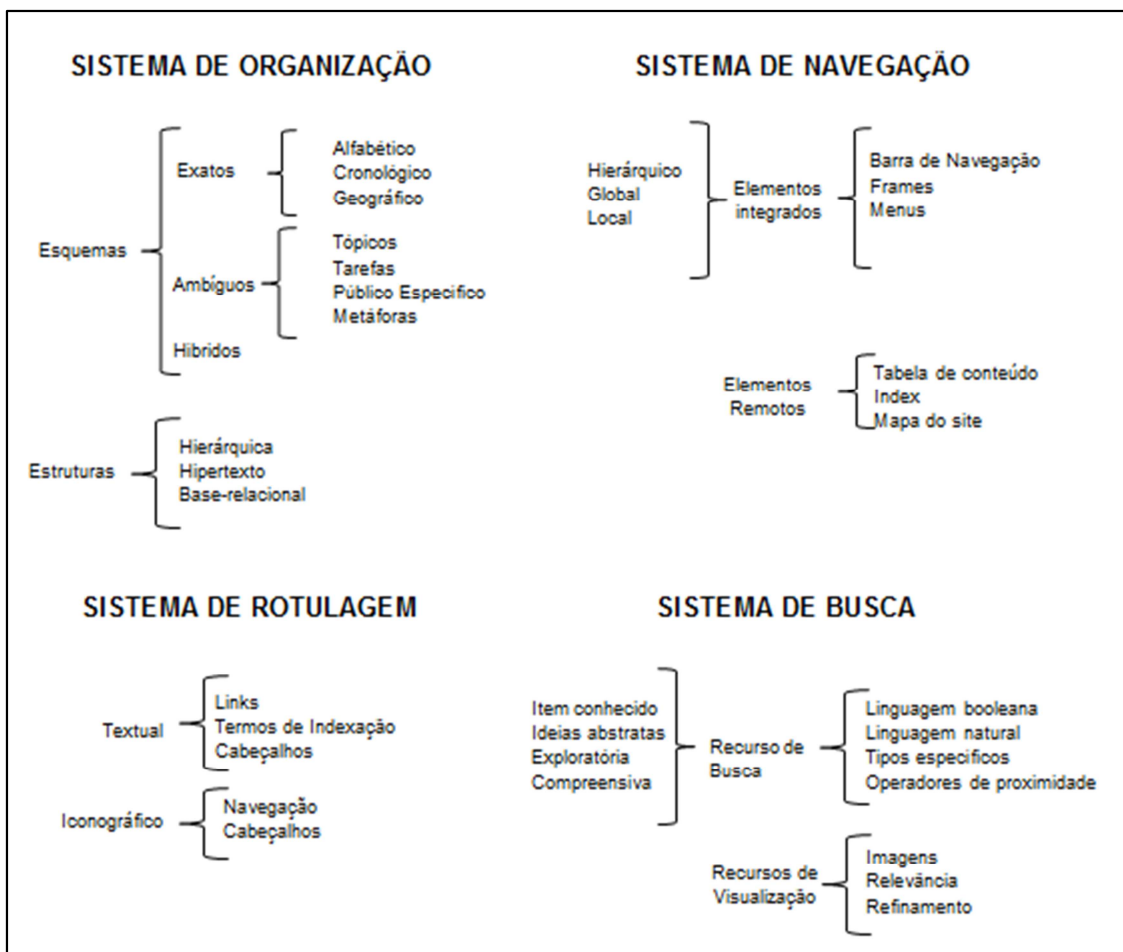 SISTEMA DE ORGANIZAÇÃO
Esquemas
Exatos
Alfabético
Cronológico
Geográfico
Ambíguos
Tópicos
Tarefas
Público Especifico
Metáforas
Hibridos
Estruturas
Hierárquica
Hipertexto
Base-relacional
SISTEMA DE NAVEGAÇÃO
Hierárquico
Global
Local
Elementos
integrados
Barra de Navegação
Frames
Menus
Elementos
Remotos
Tabela de conteúdo
Index
Mapa do site
SISTEMA DE ROTULAGEM
Textual
Links
Termos de Indexação
Cabeçalhos
Iconográfico
Navegação
Cabeçalhos
SISTEMA DE BUSCA
Item conhecido
Ideias abstratas
Exploratória
Compreensiva
Recurso de
Busca
Linguagem booleana
Linguagem natural
Tipos especificos
Operadores de proximidade
Recursos de
Visualização
Imagens
Relevância
Refinamento